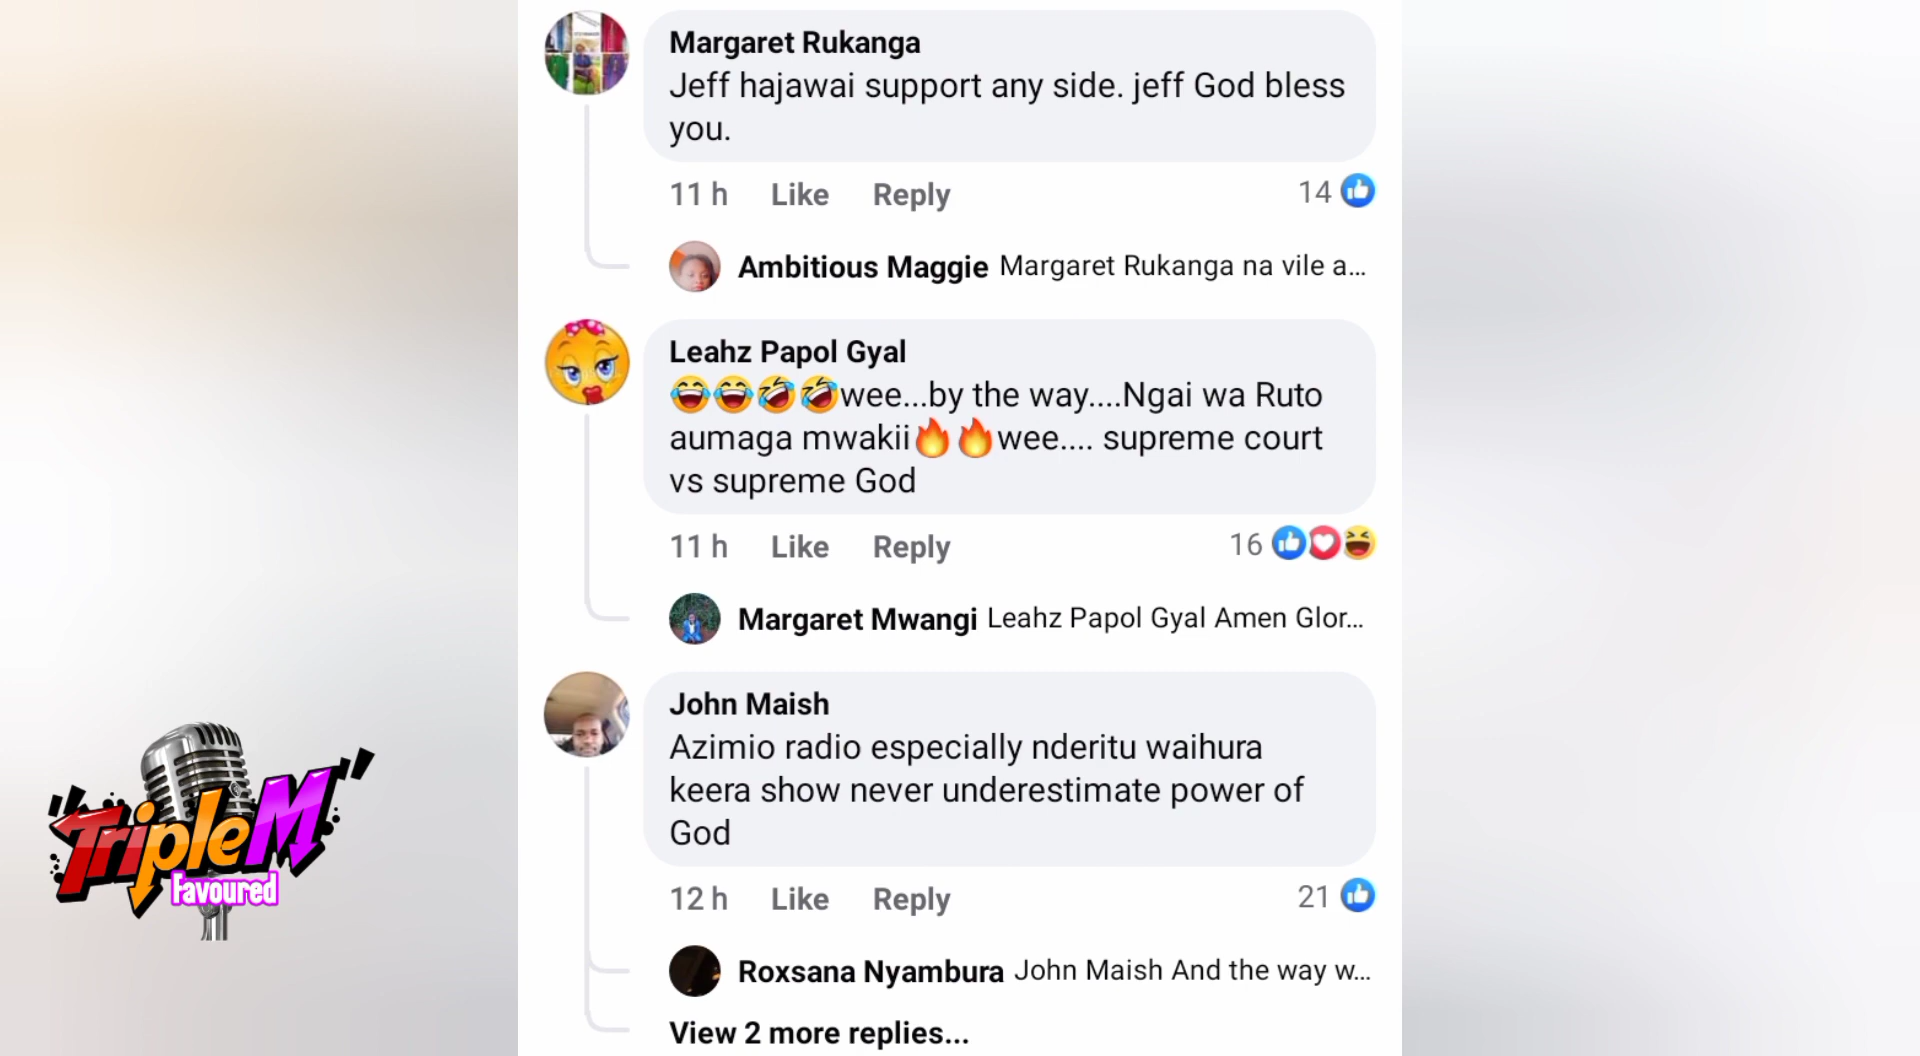 Margaret Rukanga
Jeff hajawai support any side. jeff God bless
you.
11 h Like Reply 14
Ambitious Maggie Margaret Rukanga na vile a...
Leahz Papol Gyal
😂😂🤣🤣wee...by the way....Ngai wa Ruto
aumaga mwakii🔥🔥wee.... supreme court
vs supreme God
11 h Like Reply 16
Margaret Mwangi Leahz Papol Gyal Amen Glor...
John Maish
Azimio radio especially nderitu waihura
keera show never underestimate power of
God
12 h Like Reply 21
Roxsana Nyambura John Maish And the way w...
View 2 more replies...
TripleM
Favoured